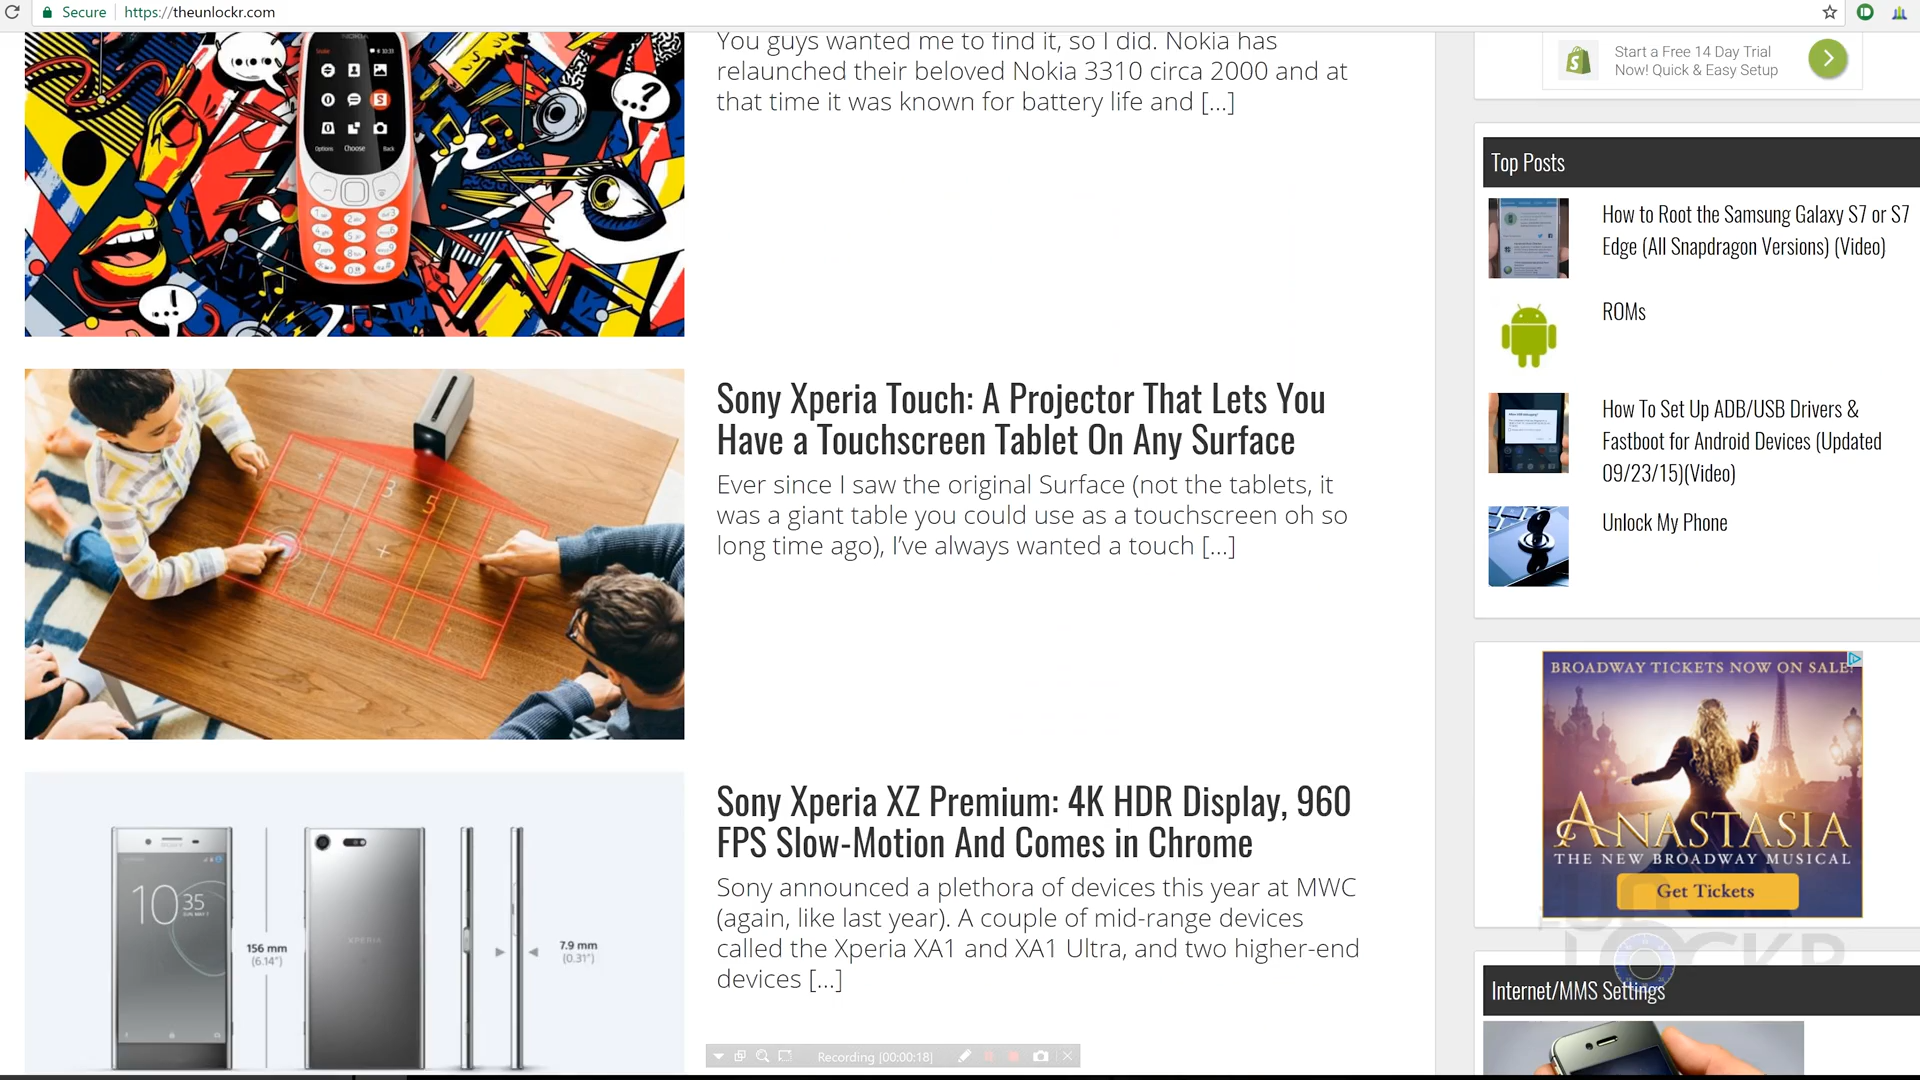 Secure
https://theunlockr.com
You guys wanted me to find it, so I did. Nokia has
relaunched their beloved Nokia 3310 circa 2000 and at
that time it was known for battery life and [...]
NOKIA
Options Choose Back
?
!
Sony Xperia Touch: A Projector That Lets You
Have a Touchscreen Tablet On Any Surface
Ever since I saw the original Surface (not the tablets, it
was a giant table you could use as a touchscreen oh so
long time ago), I've always wanted a touch [...]
3
5
+
Sony Xperia XZ Premium: 4K HDR Display, 960
FPS Slow-Motion And Comes in Chrome
Sony announced a plethora of devices this year at MWC
(again, like last year). A couple of mid-range devices
called the Xperia XA1 and XA1 Ultra, and two higher-end
devices [...]
SONY
10 35
XPERIA
156 mm
(6.14")
7.9 mm
(0.31")
Recording [00:00:18]
Start a Free 14 Day Trial
Now! Quick & Easy Setup
Top Posts
How to Root the Samsung Galaxy S7 or S7
Edge (All Snapdragon Versions) (Video)
ROMs
How To Set Up ADB/USB Drivers &
Fastboot for Android Devices (Updated
09/23/15)(Video)
Unlock My Phone
BROADWAY TICKETS NOW ON SALE!
ANASTASIA
THE NEW BROADWAY MUSICAL
Get Tickets
Internet/MMS Settings